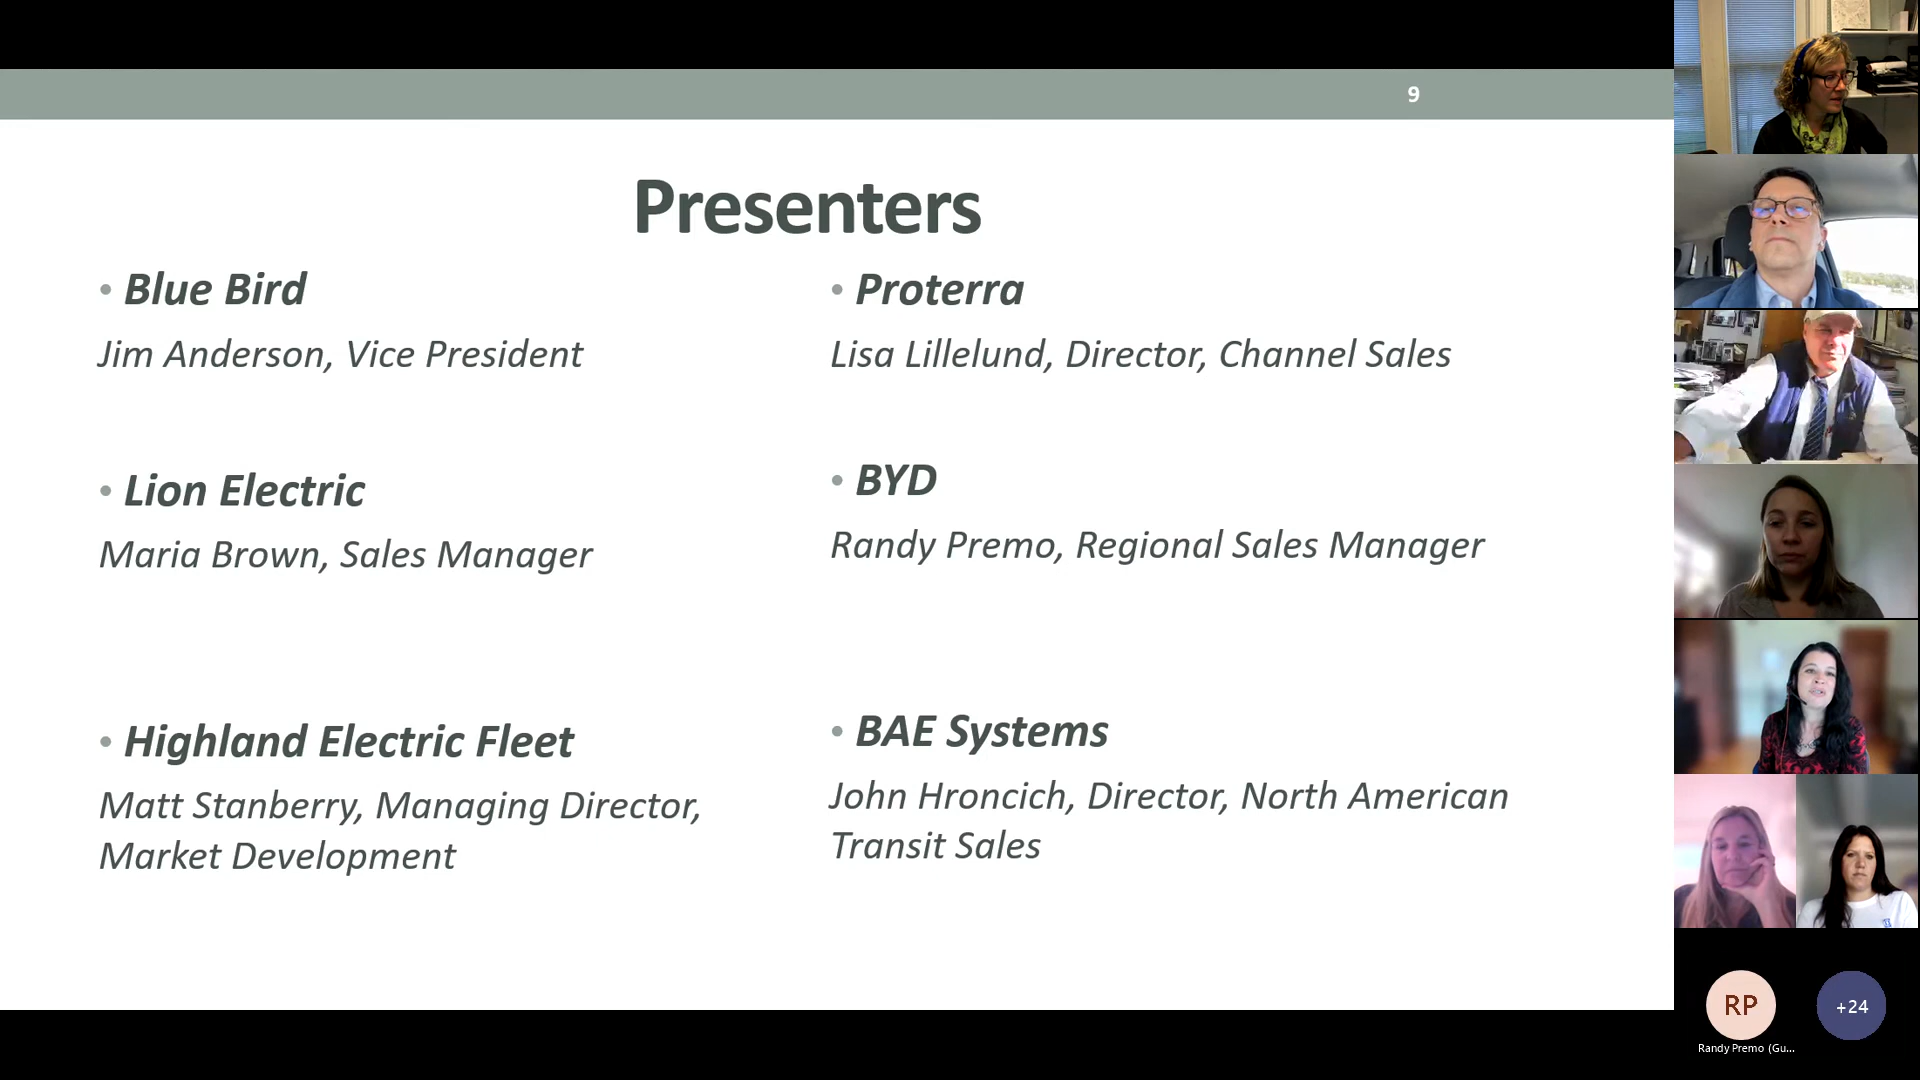 9
Presenters
• Blue Bird
Jim Anderson, Vice President
• Lion Electric
Maria Brown, Sales Manager
• Highland Electric Fleet
Matt Stanberry, Managing Director,
Market Development
• Proterra
Lisa Lillelund, Director, Channel Sales
• BYD
Randy Premo, Regional Sales Manager
• BAE Systems
John Hroncich, Director, North American
Transit Sales
RP
+24
Randy Premo (Gu...